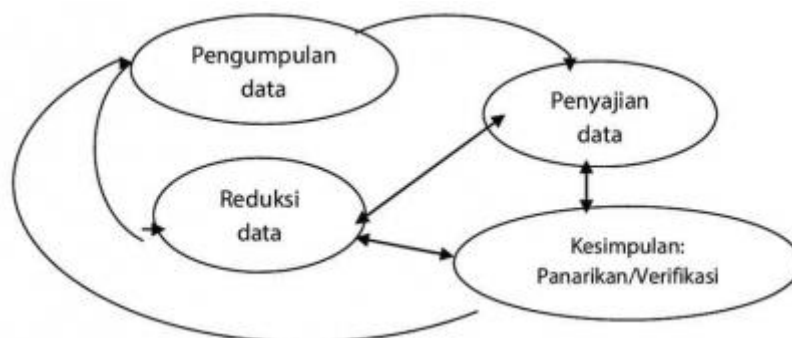 Pengumpulan
data
Penyajian
data
Reduksi
data
Kesimpulan:
Panarikan/Verifikasi